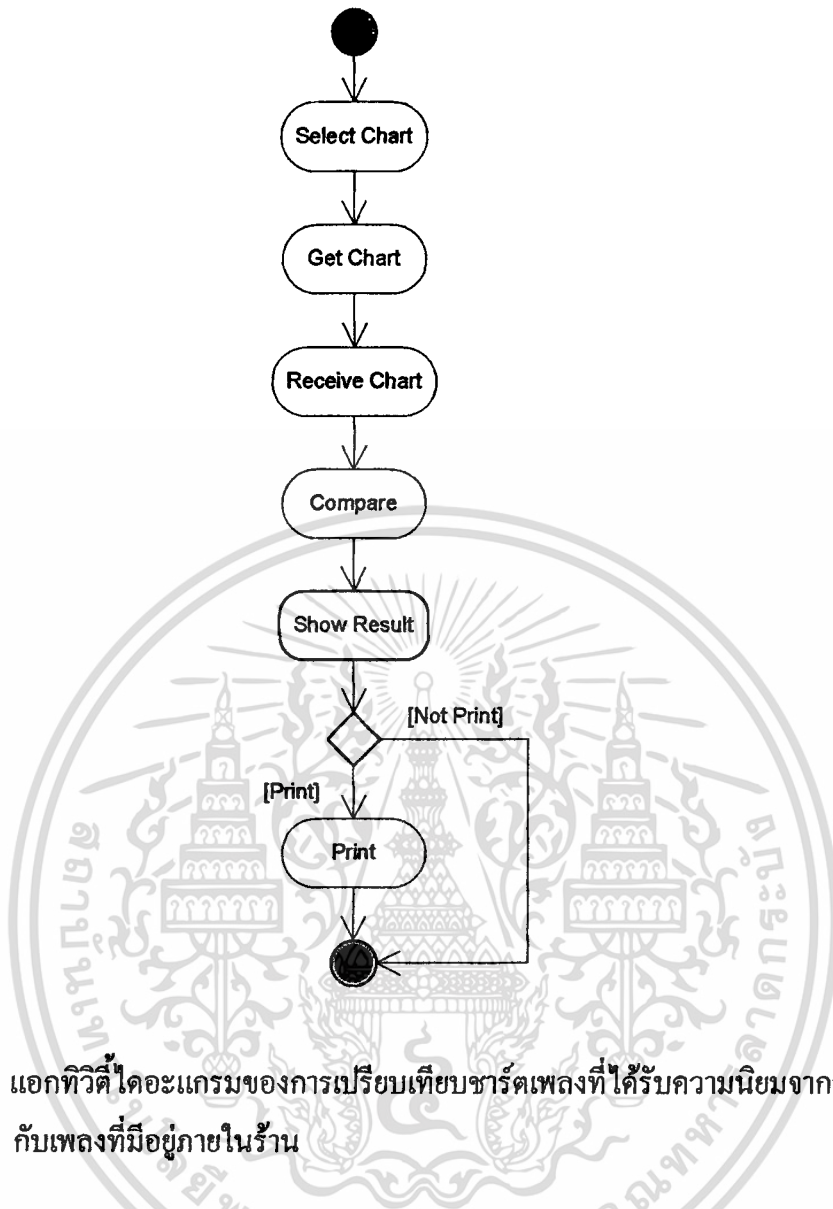 Select Chart
Get Chart
Receive Chart
Compare
Show Result
[Not Print]
[Print]
Print
แอกทิวิตี้ไดอะแกรมของการเปรียบเทียบชาร์ตเพลงที่ได้รับความนิยมจาก
กับเพลงที่มีอยู่ภายในร้าน